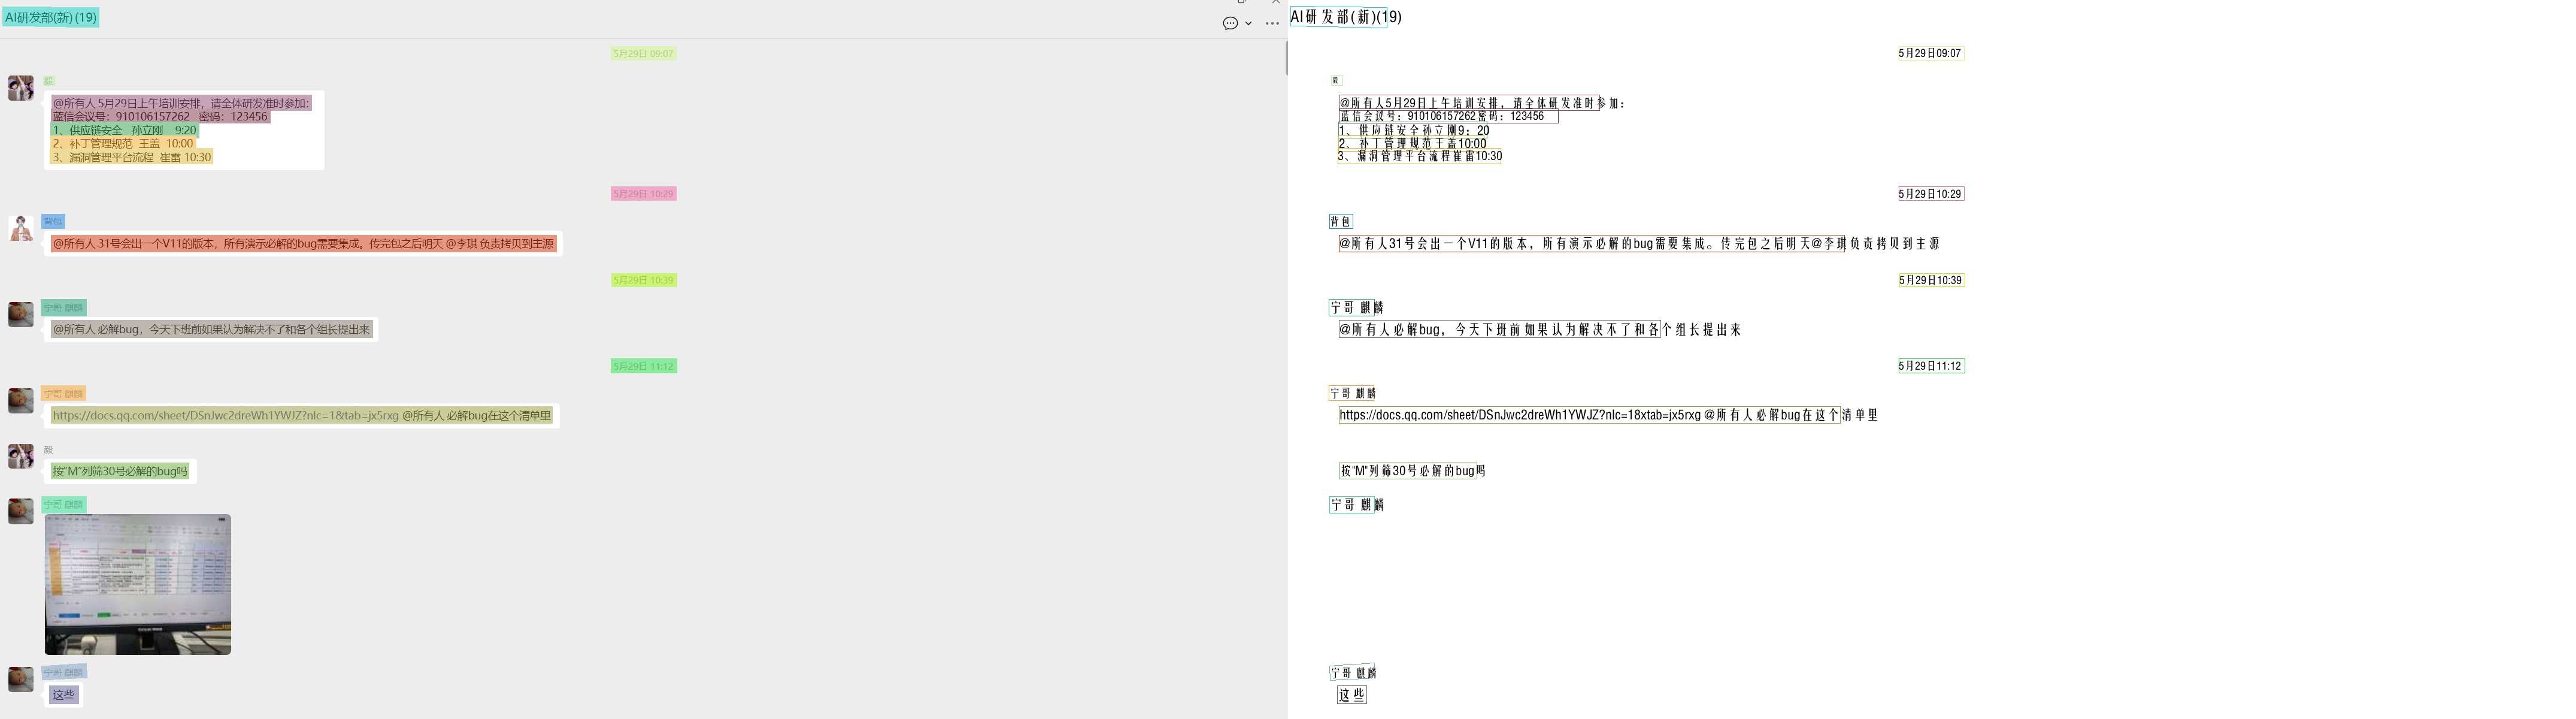 AI研发部(新) (19)
5月29日 09:07
@所有人 5月29日上午培训安排，请全体研发准时参加：
蓝信会议号：910106157262 密码：123456
1、供应链安全 孙立刚 9:20
2、补丁管理规范 王盖 10:00
3、漏洞管理平台流程 崔雷 10:30
5月29日 10:29
背包
@所有人 31号会出一个V11的版本，所有演示必解的bug需要集成。传完包之后明天 @李琪 负责拷贝到主源
5月29日 10:39
宁哥 麒麟
@所有人 必解bug，今天下班前如果认为解决不了和各个组长提出来
5月29日 11:12
宁哥 麒麟
https://docs.qq.com/sheet/DSnJwc2dreWh1YWJZ?nlc=1&tab=jx5rxg @所有人 必解bug在这个清单里
按"M"列筛30号必解的bug吗
宁哥 麒麟
宁哥 麒麟
这些
AI研发部(新)(19)
5月29日09:07
@所有人5月29日上午培训安排，请全体研发准时参加：
蓝信会议号：910106157262密码：123456
1、供应链安全孙立刚9：20
2、补丁管理规范王盖10:00
3、漏洞管理平台流程崔雷10:30
5月29日10:29
背包
@所有人31号会出一个V11的版本，所有演示必解的bug需要集成。传完包之后明天@李琪负责拷贝到主源
5月29日10:39
宁哥 麒麟
@所有人必解bug，今天下班前如果认为解决不了和各个组长提出来
5月29日11:12
宁哥 麒麟
https://docs.qq.com/sheet/DSnJwc2dreWh1YWJZ?nlc=18xtab=jx5rxg @所有人必解bug在这个清单里
按"M"列筛30号必解的bug吗
宁哥 麒麟
宁哥 麒麟
这些